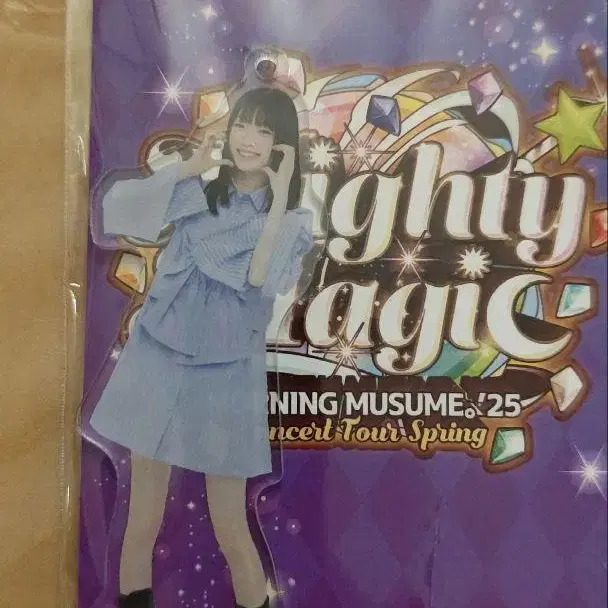 ighty
agic
RNING MUSUME。'25
ncert Tour Spring